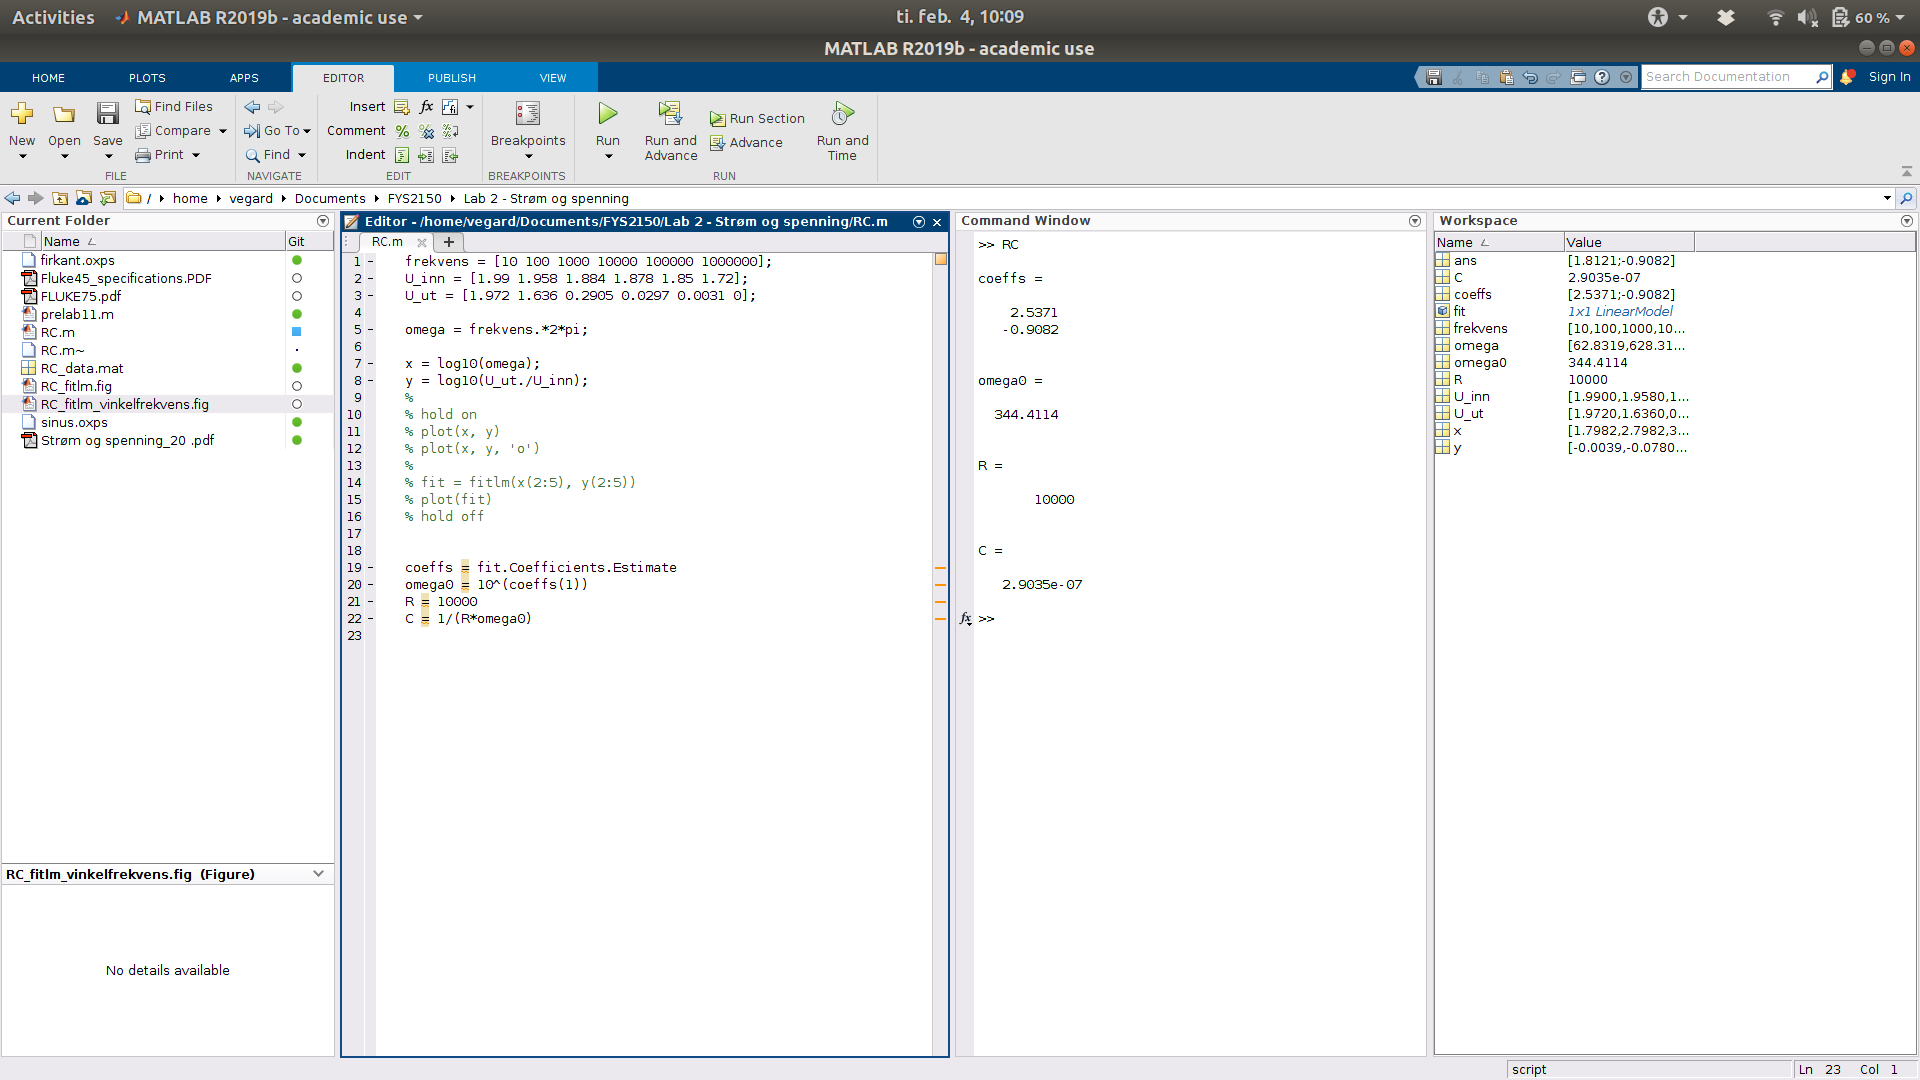 Activities MATLAB R2019b - academic use ti. feb. 4, 10:09 60 %
MATLAB R2019b - academic use
HOME PLOTS APPS EDITOR PUBLISH VIEW Search Documentation Sign In
New Open Save Find Files Compare Print
FILE
Go To Find
NAVIGATE
Insert fx
Comment
Indent
EDIT
Breakpoints
BREAKPOINTS
Run Run and Advance Run Section Advance Run and Time
RUN
/ home vegard Documents FYS2150 Lab 2 - Strøm og spenning
Current Folder
Name Git
firkant.oxps
Fluke45_specifications.PDF
FLUKE75.pdf
prelab11.m
RC.m
RC.m~
RC_data.mat
RC_fitlm.fig
RC_fitlm_vinkelfrekvens.fig
sinus.oxps
Strøm og spenning_20 .pdf
RC_fitlm_vinkelfrekvens.fig (Figure)
No details available
Editor - /home/vegard/Documents/FYS2150/Lab 2 - Strøm og spenning/RC.m
RC.m
1 - frekvens = [10 100 1000 10000 100000 1000000];
2 - U_inn = [1.99 1.958 1.884 1.878 1.85 1.72];
3 - U_ut = [1.972 1.636 0.2905 0.0297 0.0031 0];
4
5 - omega = frekvens.*2*pi;
6
7 - x = log10(omega);
8 - y = log10(U_ut./U_inn);
9 %
10 % hold on
11 % plot(x, y)
12 % plot(x, y, 'o')
13 %
14 % fit = fitlm(x(2:5), y(2:5))
15 % plot(fit)
16 % hold off
17
18
19 - coeffs = fit.Coefficients.Estimate
20 - omega0 = 10^(coeffs(1))
21 - R = 10000
22 - C = 1/(R*omega0)
23
Command Window
>> RC
coeffs =
2.5371
-0.9082
omega0 =
344.4114
R =
10000
C =
2.9035e-07
fx >>
Workspace
Name Value
ans [1.8121;-0.9082]
C 2.9035e-07
coeffs [2.5371;-0.9082]
fit 1x1 LinearModel
frekvens [10,100,1000,10...
omega [62.8319,628.31...
omega0 344.4114
R 10000
U_inn [1.9900,1.9580,1...
U_ut [1.9720,1.6360,0...
x [1.7982,2.7982,3...
y [-0.0039,-0.0780...
script Ln 23 Col 1